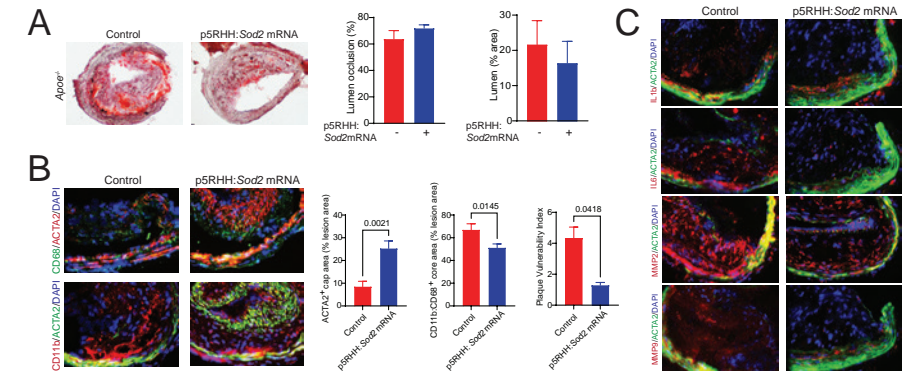 A
Control
p5RHH:Sod2 mRNA
Apoe-/-
Lumen occlusion (%)
80
60
40
20
0
p5RHH:
Sod2mRNA
-
+
Lumen (% area)
30
20
10
0
p5RHH:
Sod2mRNA
-
+
B
Control
p5RHH:Sod2 mRNA
CD68/ACTA2/DAPI
CD11b/ACTA2/DAPI
ACTA2+ cap area (% lesion area)
40
30
20
10
0
0.0021
Control
p5RHH:Sod2 mRNA
CD11b:CD68+ core area (% lesion area)
80
60
40
20
0
0.0145
Control
p5RHH:Sod2 mRNA
Plaque Vulnerability Index
6
4
2
0
0.0418
Control
p5RHH:Sod2 mRNA
C
Control
p5RHH:Sod2 mRNA
IL1b/ACTA2/DAPI
IL6/ACTA2/DAPI
MMP2/ACTA2/DAPI
MMP9/ACTA2/DAPI